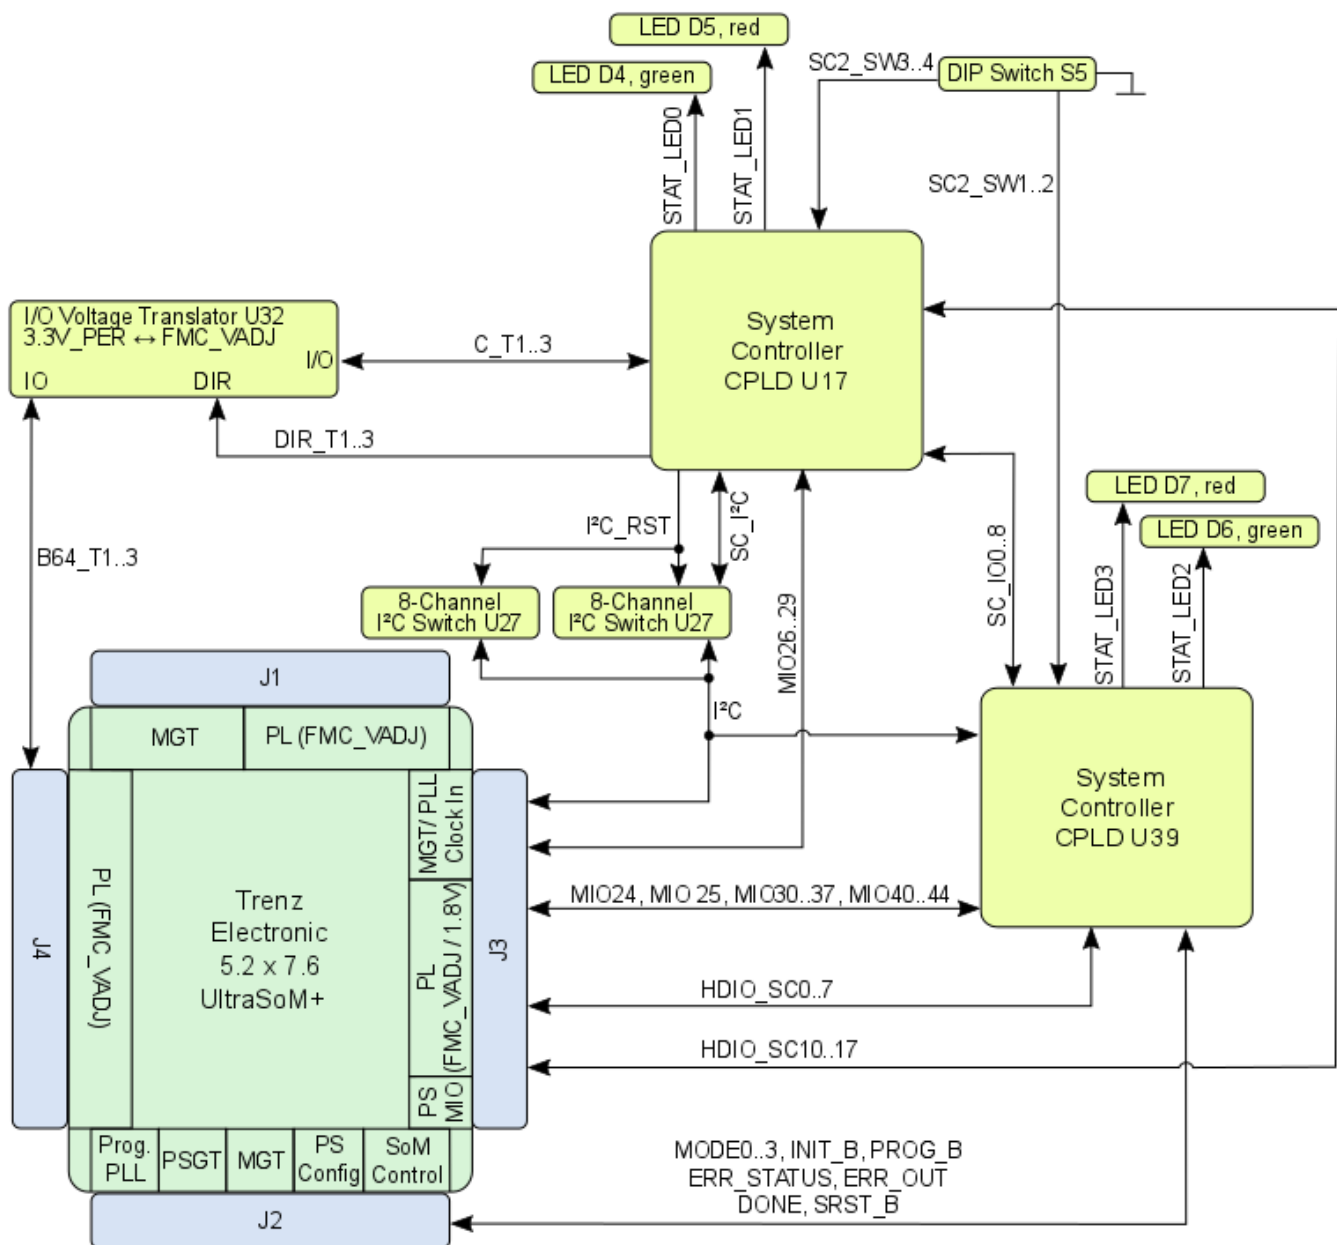 LED D5, red
LED D4, green
SC2_SW3..4
DIP Switch S5
STAT_LED0
STAT_LED1
SC2_SW1..2
I/O Voltage Translator U32
3.3V_PER ↔ FMC_VADJ
I/O
IO
DIR
C_T1..3
System
Controller
CPLD U17
DIR_T1..3
I²C_RST
SC_I²C
B64_T1..3
8-Channel
I²C Switch U27
8-Channel
I²C Switch U27
MIO26..29
SC_IO0..8
LED D7, red
LED D6, green
STAT_LED3
STAT_LED2
J1
MGT
PL (FMC_VADJ)
I²C
System
Controller
CPLD U39
MGT/ PLL
Clock In
PL (FMC_VADJ)
J4
Trenz
Electronic
5.2 x 7.6
UltraSoM+
PL
(FMC_VADJ / 1.8V)
J3
PS
MIO
MIO24, MIO 25, MIO30..37, MIO40..44
HDIO_SC0..7
HDIO_SC10..17
Prog.
PLL
PSGT
MGT
PS
Config
SoM
Control
J2
MODE0..3, INIT_B, PROG_B
ERR_STATUS, ERR_OUT
DONE, SRST_B